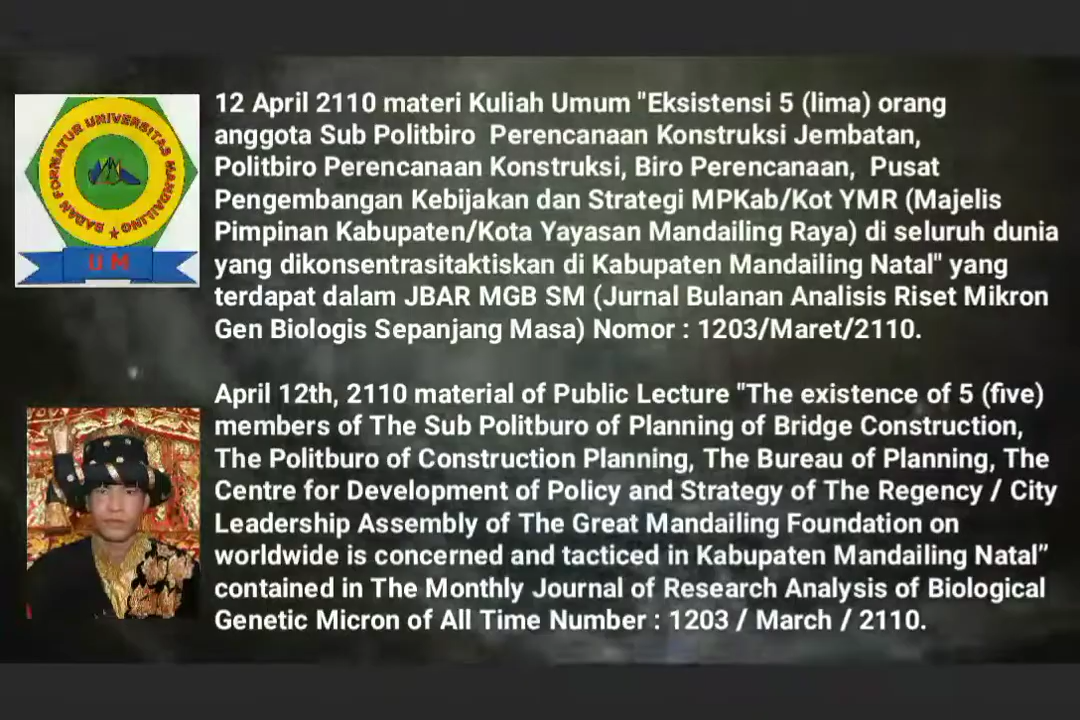 BADAN FORMATUR UNIVERSITAS MANDAILING
U M
12 April 2110 materi Kuliah Umum "Eksistensi 5 (lima) orang
anggota Sub Politbiro Perencanaan Konstruksi Jembatan,
Politbiro Perencanaan Konstruksi, Biro Perencanaan, Pusat
Pengembangan Kebijakan dan Strategi MPKab/Kot YMR (Majelis
Pimpinan Kabupaten/Kota Yayasan Mandailing Raya) di seluruh dunia
yang dikonsentrasitaktiskan di Kabupaten Mandailing Natal" yang
terdapat dalam JBAR MGB SM (Jurnal Bulanan Analisis Riset Mikron
Gen Biologis Sepanjang Masa) Nomor : 1203/Maret/2110.
April 12th, 2110 material of Public Lecture "The existence of 5 (five)
members of The Sub Politburo of Planning of Bridge Construction,
The Politburo of Construction Planning, The Bureau of Planning, The
Centre for Development of Policy and Strategy of The Regency / City
Leadership Assembly of The Great Mandailing Foundation on
worldwide is concerned and tacticed in Kabupaten Mandailing Natal”
contained in The Monthly Journal of Research Analysis of Biological
Genetic Micron of All Time Number : 1203 / March / 2110.